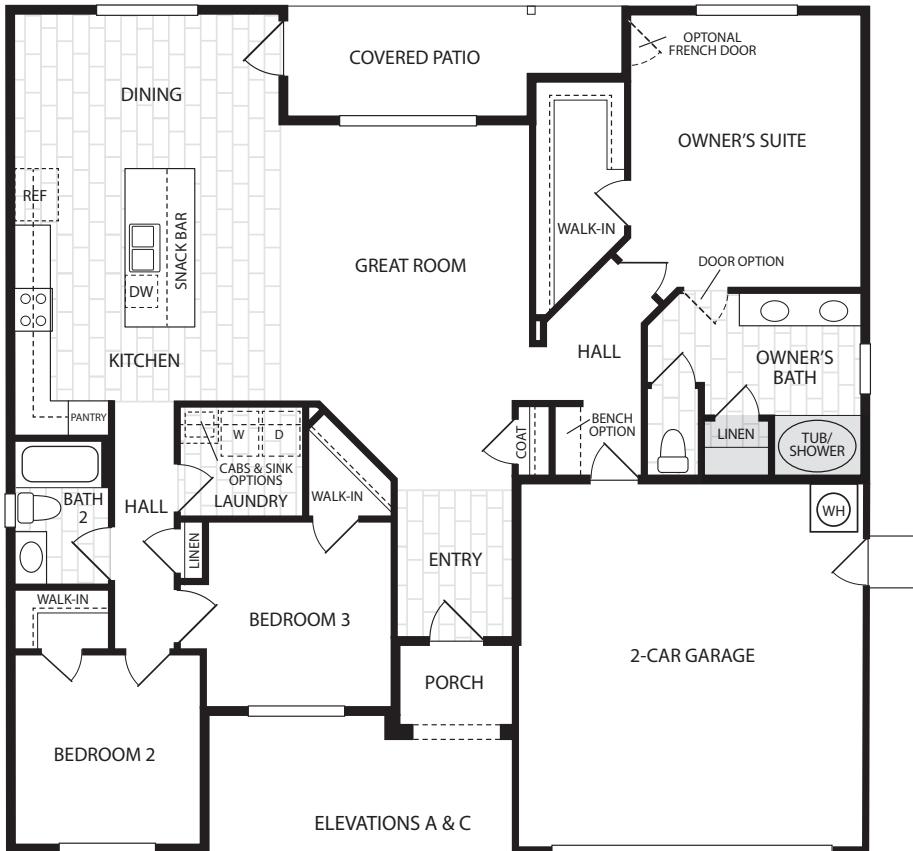 COVERED PATIO
OPTIONAL
FRENCH DOOR
DINING
OWNER'S SUITE
REF
SNACK BAR
WALK-IN
DW
GREAT ROOM
DOOR OPTION
KITCHEN
HALL
OWNER'S
BATH
PANTRY
W
D
CABS & SINK
OPTIONS
LAUNDRY
WALK-IN
COAT
BENCH
OPTION
LINEN
TUB/
SHOWER
BATH
2
HALL
LINEN
ENTRY
WH
WALK-IN
BEDROOM 3
2-CAR GARAGE
PORCH
BEDROOM 2
ELEVATIONS A & C